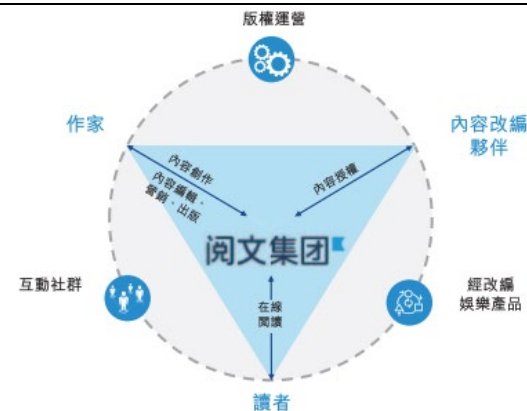 版權運營
作家
內容改編
夥伴
內容創作
內容編輯、
營銷、出版
內容授權
阅文集团
互動社群
在線
閱讀
經改編
娛樂產品
讀者